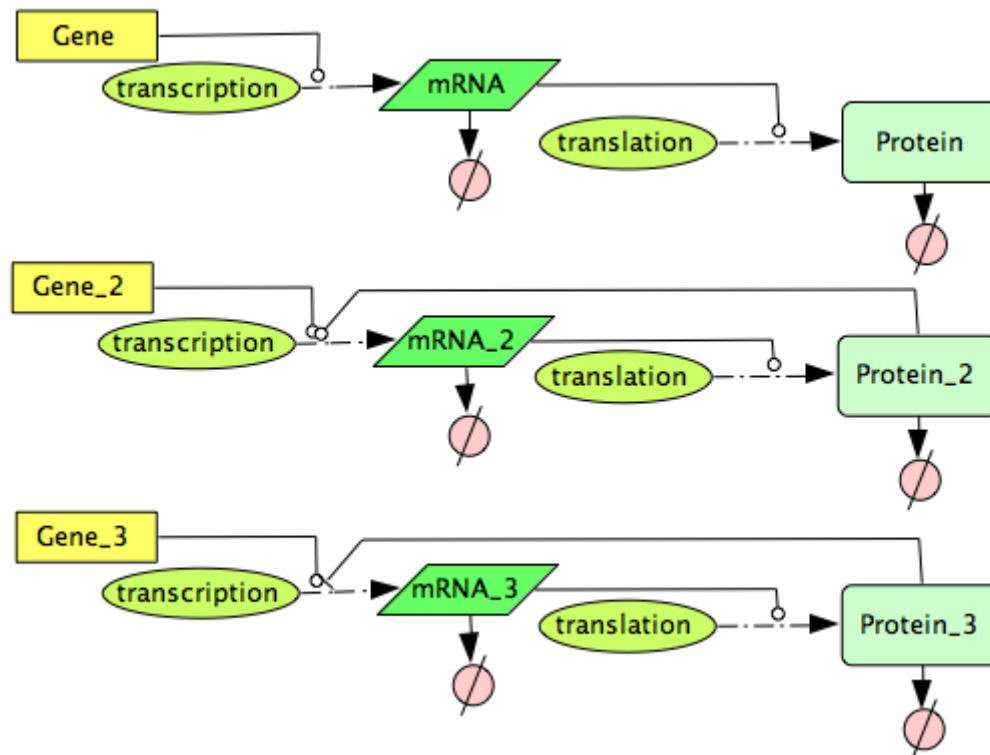 Gene
transcription
mRNA
translation
Protein
Gene_2
transcription
mRNA_2
translation
Protein_2
Gene_3
transcription
mRNA_3
translation
Protein_3